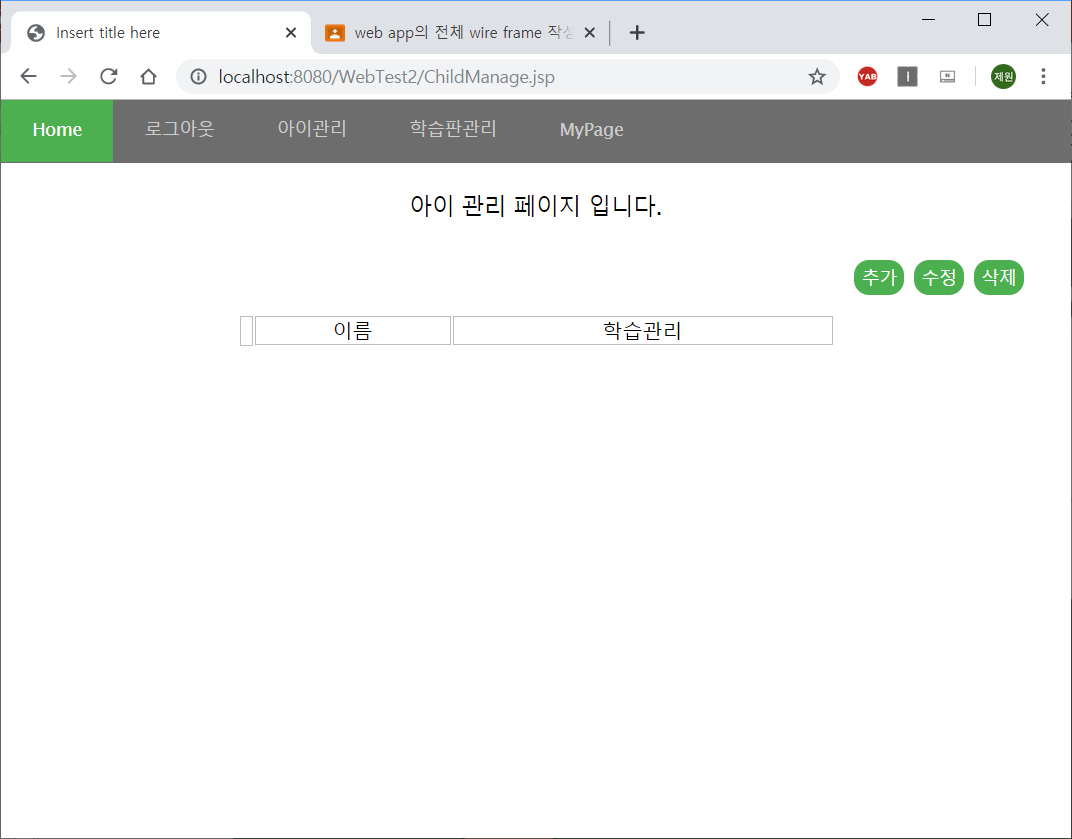 Insert title here
web app의 전체 wire frame 작성
localhost:8080/WebTest2/ChildManage.jsp
YAB
제원
Home 로그아웃 아이관리 학습판관리 MyPage
아이 관리 페이지 입니다.
추가 수정 삭제
이름 학습관리